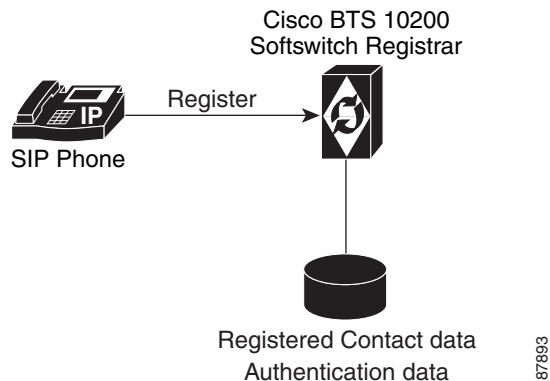 Cisco BTS 10200
Softswitch Registrar
Register
IP
SIP Phone
Registered Contact data
Authentication data
87893